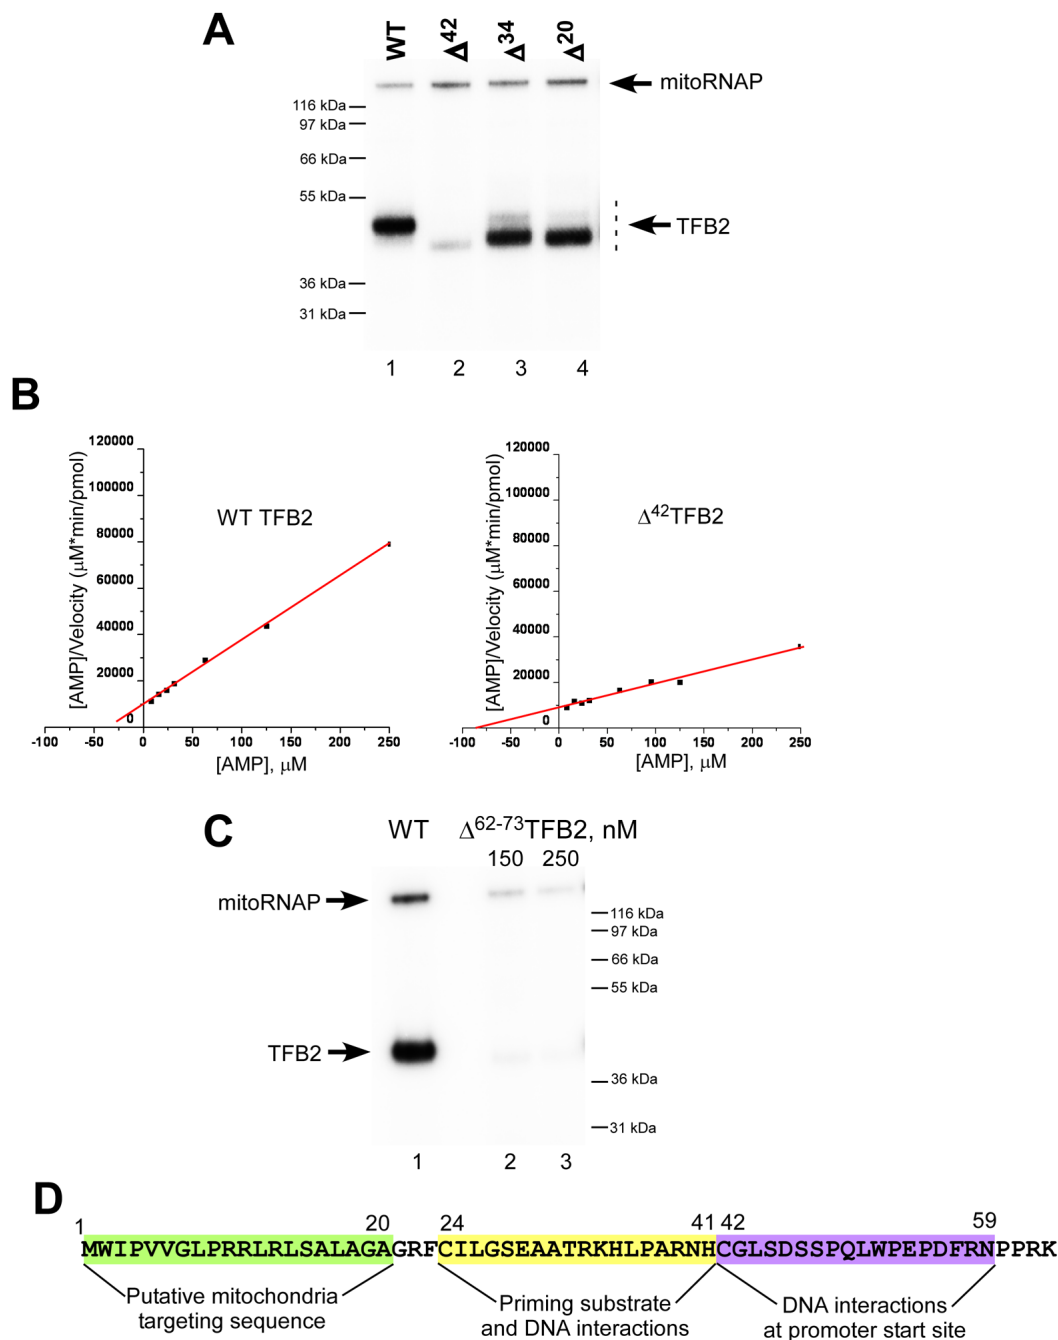 A
WT
Δ42
Δ34
Δ20
mitoRNAP
116 kDa
97 kDa
66 kDa
55 kDa
TFB2
36 kDa
31 kDa
1 2 3 4
B
[AMP]/Velocity (µM*min/pmol)
120000
100000
80000
60000
40000
20000
0
WT TFB2
-100 -50 0 50 100 150 200 250
[AMP], µM
[AMP]/Velocity (µM*min/pmol)
120000
100000
80000
60000
40000
20000
0
Δ42TFB2
-100 -50 0 50 100 150 200 250
[AMP], µM
C
WT Δ62-73TFB2, nM
150 250
mitoRNAP
116 kDa
97 kDa
66 kDa
55 kDa
TFB2
36 kDa
31 kDa
1 2 3
D
1 20 24 41 42 59
MWIPVVGLPRRLRLSALAGAGRFCILGSEAATRKHLPARNHCGLSDSSPQLWPEPDFRNPPRK
Putative mitochondria
targeting sequence
Priming substrate
and DNA interactions
DNA interactions
at promoter start site